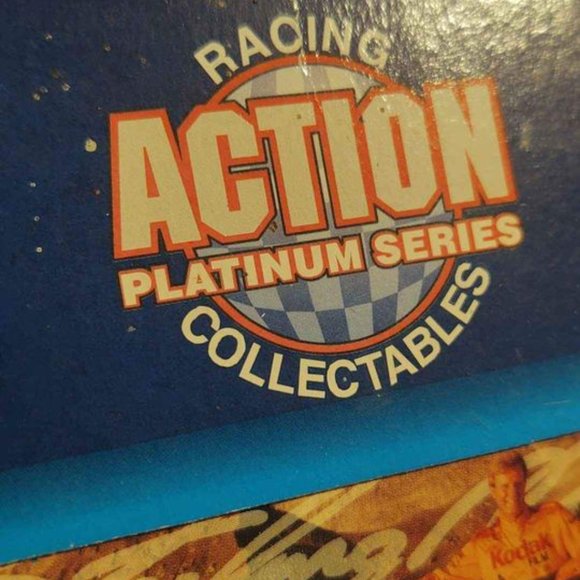 RACING
ACTION
PLATINUM SERIES
COLLECTABLES
Kodak